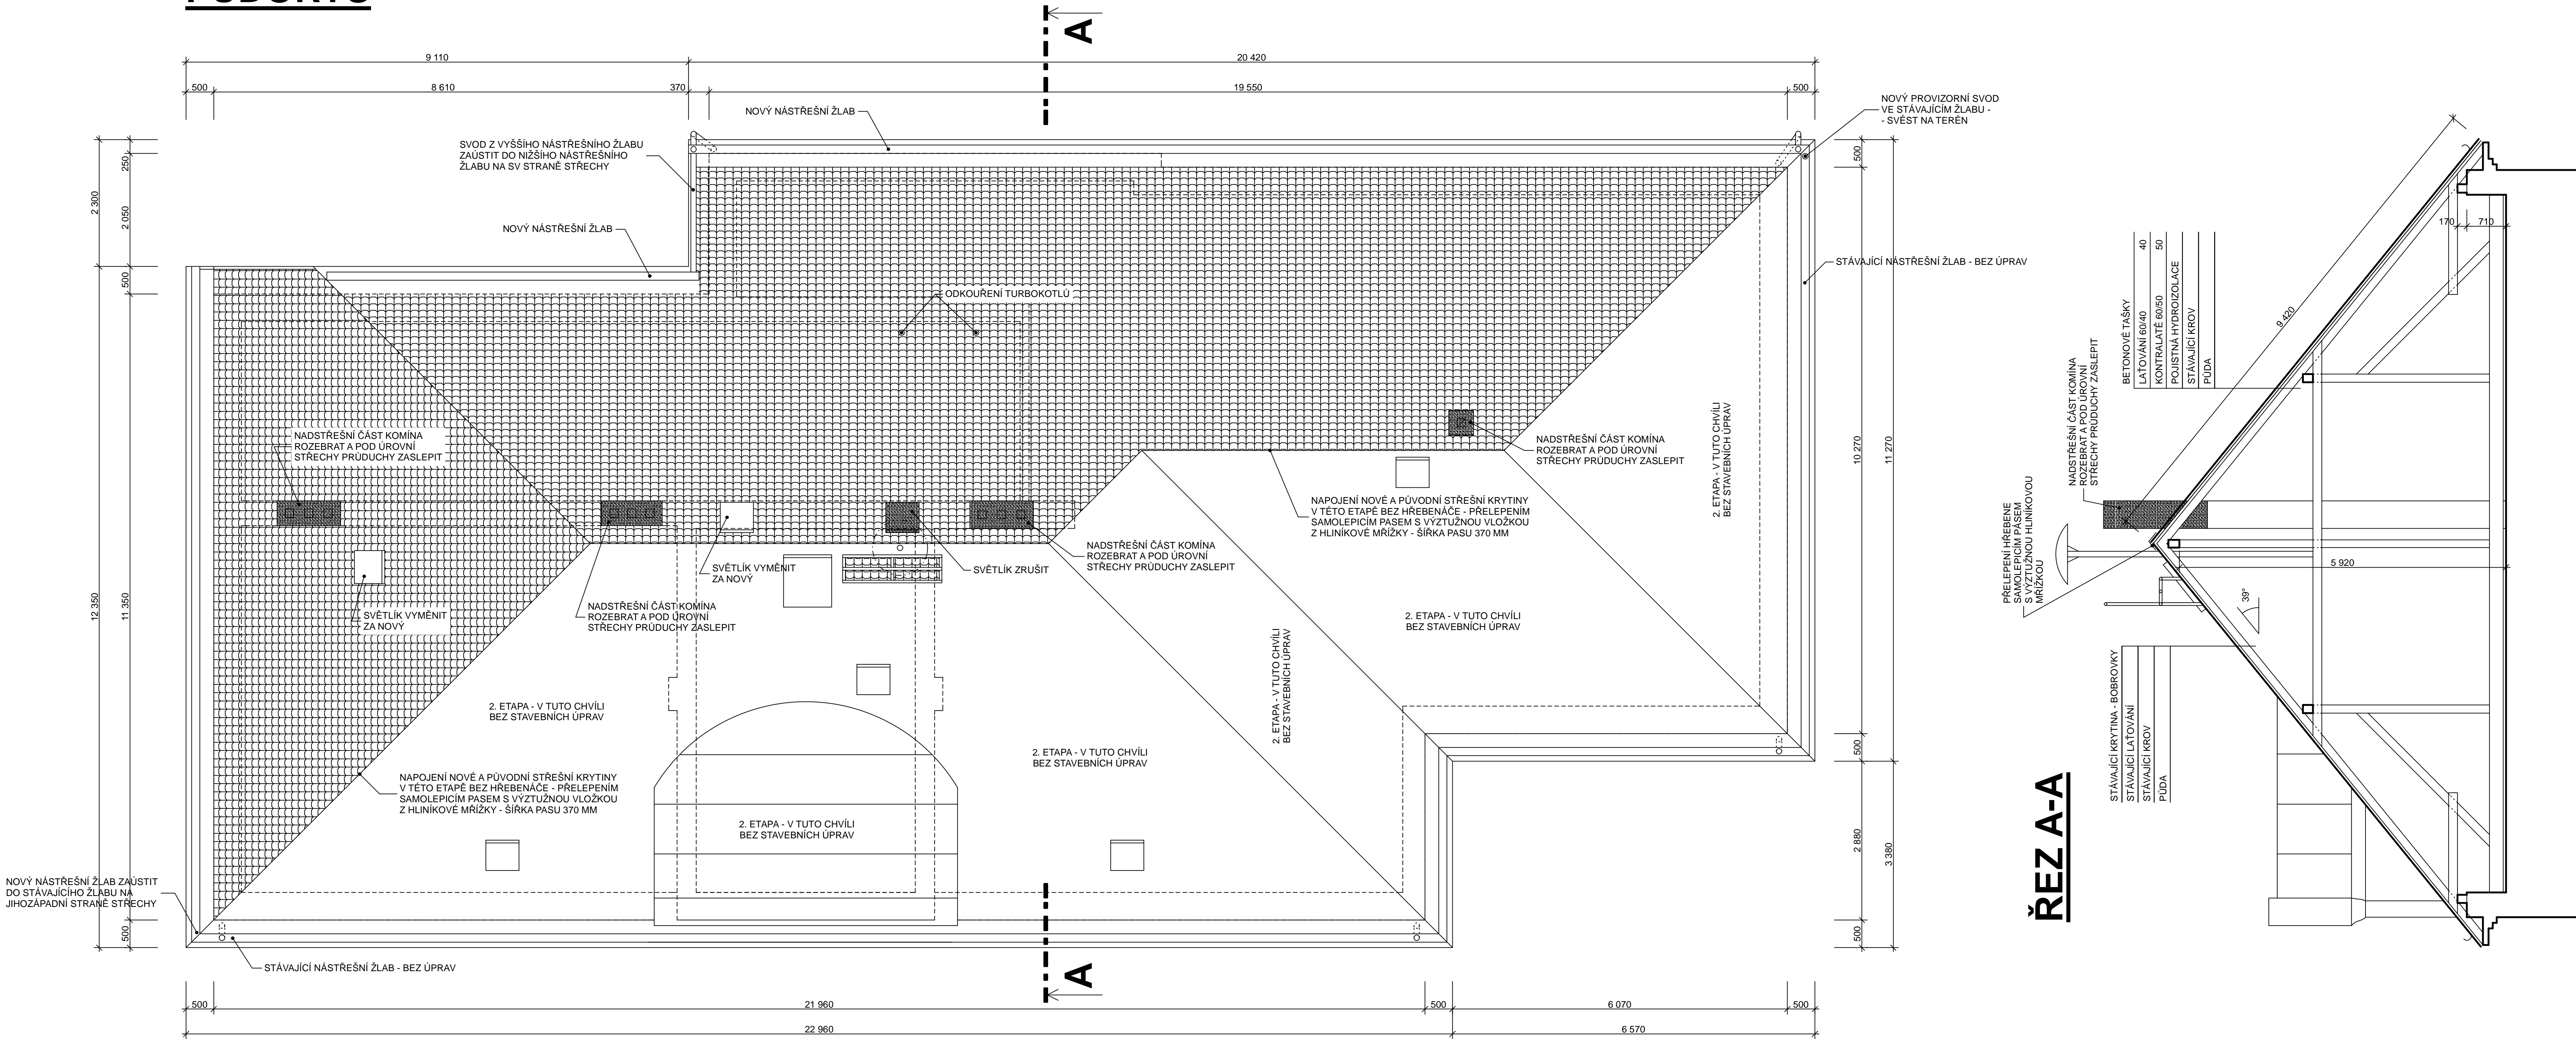 A
9 110
20 420
500
8 610
370
19 550
500
NOVÝ NÁSTŘEŠNÍ ŽLAB
SVOD Z VYŠŠÍHO NÁSTŘEŠNÍHO ŽLABU
ZAÚSTIT DO NIŽŠÍHO NÁSTŘEŠNÍHO
ŽLABU NA SV STRANĚ STŘECHY
NOVÝ NÁSTŘEŠNÍ ŽLAB
NOVÝ PROVIZORNÍ SVOD
VE STÁVAJÍCÍM ŽLABU -
- SVÉST NA TERÉN
STÁVAJÍCÍ NÁSTŘEŠNÍ ŽLAB - BEZ ÚPRAV
2 300
250
2 050
500
12 350
11 350
500
ODKOUŘENÍ TURBOKOTLŮ
NADSTŘEŠNÍ ČÁST KOMÍNA
ROZEBRAT A POD ÚROVNÍ
STŘECHY PRŮDUCHY ZASLEPIT
SVĚTLÍK VYMĚNIT
ZA NOVÝ
NADSTŘEŠNÍ ČÁST KOMÍNA
ROZEBRAT A POD ÚROVNÍ
STŘECHY PRŮDUCHY ZASLEPIT
SVĚTLÍK VYMĚNIT
ZA NOVÝ
SVĚTLÍK ZRUŠIT
NADSTŘEŠNÍ ČÁST KOMÍNA
ROZEBRAT A POD ÚROVNÍ
STŘECHY PRŮDUCHY ZASLEPIT
NADSTŘEŠNÍ ČÁST KOMÍNA
ROZEBRAT A POD ÚROVNÍ
STŘECHY PRŮDUCHY ZASLEPIT
NAPOJENÍ NOVÉ A PŮVODNÍ STŘEŠNÍ KRYTINY
V TÉTO ETAPĚ BEZ HŘEBENÁČE - PŘELEPENÍM
SAMOLEPICÍM PASEM S VÝZTUŽNOU VLOŽKOU
Z HLINÍKOVÉ MŘÍŽKY - ŠÍŘKA PASU 370 MM
2. ETAPA - V TUTO CHVÍLI
BEZ STAVEBNÍCH ÚPRAV
2. ETAPA - V TUTO CHVÍLI
BEZ STAVEBNÍCH ÚPRAV
2. ETAPA - V TUTO CHVÍLI
BEZ STAVEBNÍCH ÚPRAV
2. ETAPA - V TUTO CHVÍLI
BEZ STAVEBNÍCH ÚPRAV
2. ETAPA - V TUTO CHVÍLI
BEZ STAVEBNÍCH ÚPRAV
2. ETAPA - V TUTO CHVÍLI
BEZ STAVEBNÍCH ÚPRAV
NAPOJENÍ NOVÉ A PŮVODNÍ STŘEŠNÍ KRYTINY
V TÉTO ETAPĚ BEZ HŘEBENÁČE - PŘELEPENÍM
SAMOLEPICÍM PASEM S VÝZTUŽNOU VLOŽKOU
Z HLINÍKOVÉ MŘÍŽKY - ŠÍŘKA PASU 370 MM
NOVÝ NÁSTŘEŠNÍ ŽLAB ZAÚSTIT
DO STÁVAJÍCÍHO ŽLABU NA
JIHOZÁPADNÍ STRANĚ STŘECHY
STÁVAJÍCÍ NÁSTŘEŠNÍ ŽLAB - BEZ ÚPRAV
500
10 270
11 270
500
2 880
3 380
500
A
500
21 960
500
6 070
500
22 960
6 570
ŘEZ A-A
PŘELEPENÍ HŘEBENE
SAMOLEPICÍM PÁSEM
S VÝZTUŽNOU HLINÍKOVOU
MŘÍŽKOU
NADSTŘEŠNÍ ČÁST KOMÍNA
ROZEBRAT A POD ÚROVNÍ
STŘECHY PRŮDUCHY ZASLEPIT
BETONOVÉ TAŠKY
LAŤOVÁNÍ 60/40 40
KONTRALATĚ 60/50 50
POJISTNÁ HYDROIZOLACE
STÁVAJÍCÍ KROV
PŮDA
STÁVAJÍCÍ KRYTINA - BOBROVKY
STÁVAJÍCÍ LAŤOVÁNÍ
STÁVAJÍCÍ KROV
PŮDA
9 420
170
710
5 920
39°